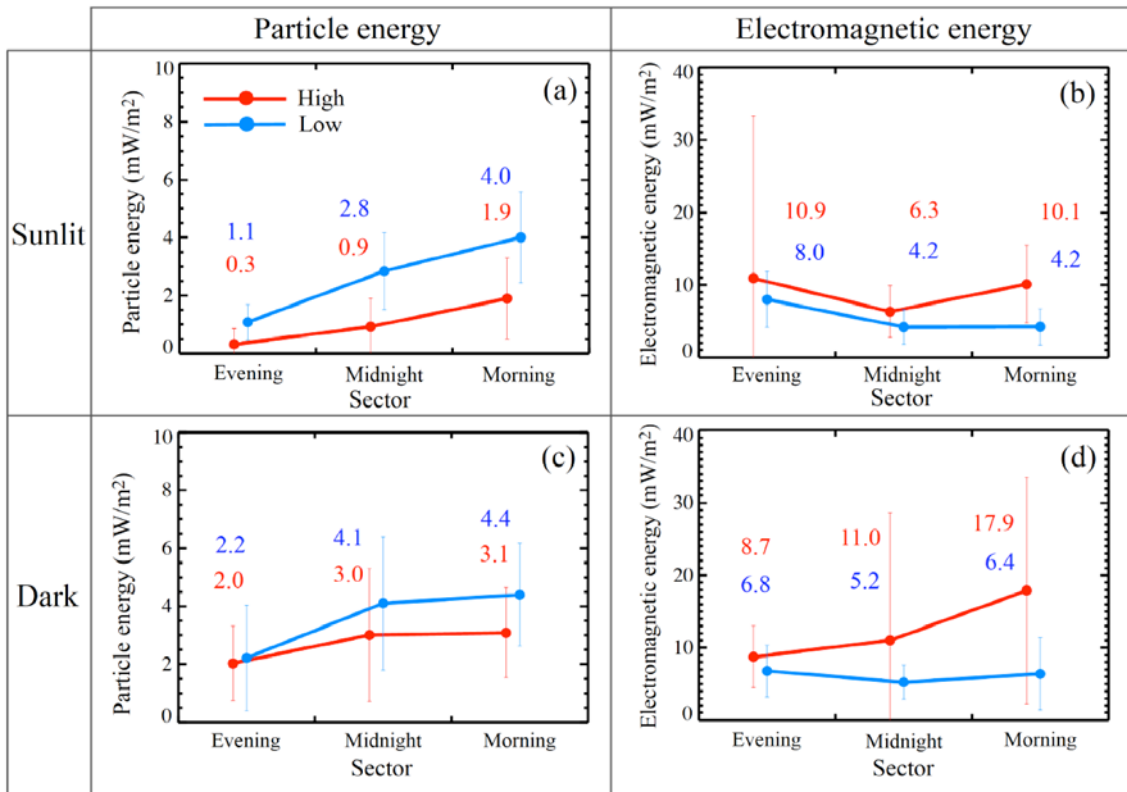 Particle energy
Electromagnetic energy
Sunlit
Particle energy (mW/m²)
10
8
6
4
2
0
(a)
High
Low
1.1
0.3
2.8
0.9
4.0
1.9
Evening
Midnight
Morning
Sector
Electromagnetic energy (mW/m²)
40
30
20
10
0
(b)
10.9
8.0
6.3
4.2
10.1
4.2
Evening
Midnight
Morning
Sector
Dark
Particle energy (mW/m²)
10
8
6
4
2
0
(c)
2.2
2.0
4.1
3.0
4.4
3.1
Evening
Midnight
Morning
Sector
Electromagnetic energy (mW/m²)
40
30
20
10
0
(d)
8.7
6.8
11.0
5.2
17.9
6.4
Evening
Midnight
Morning
Sector